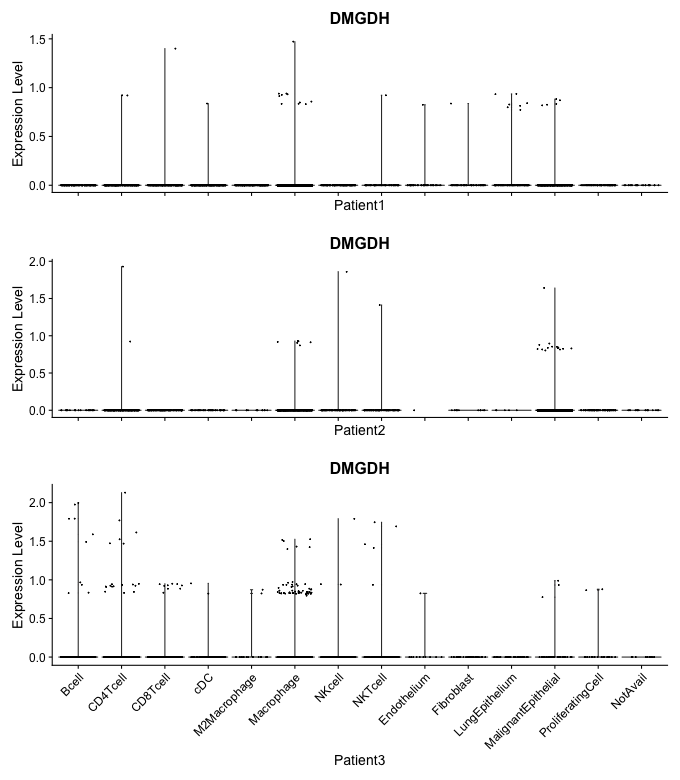 DMGDH
Expression Level
1.5
1.0
0.5
0.0
Patient1
DMGDH
Expression Level
2.0
1.5
1.0
0.5
0.0
Patient2
DMGDH
Expression Level
2.0
1.5
1.0
0.5
0.0
Bcell
CD4Tcell
CD8Tcell
cDC
M2Macrophage
Macrophage
NKcell
NKTcell
Endothelium
Fibroblast
LungEpithelium
MalignantEpithelial
ProliferatingCell
NotAvail
Patient3